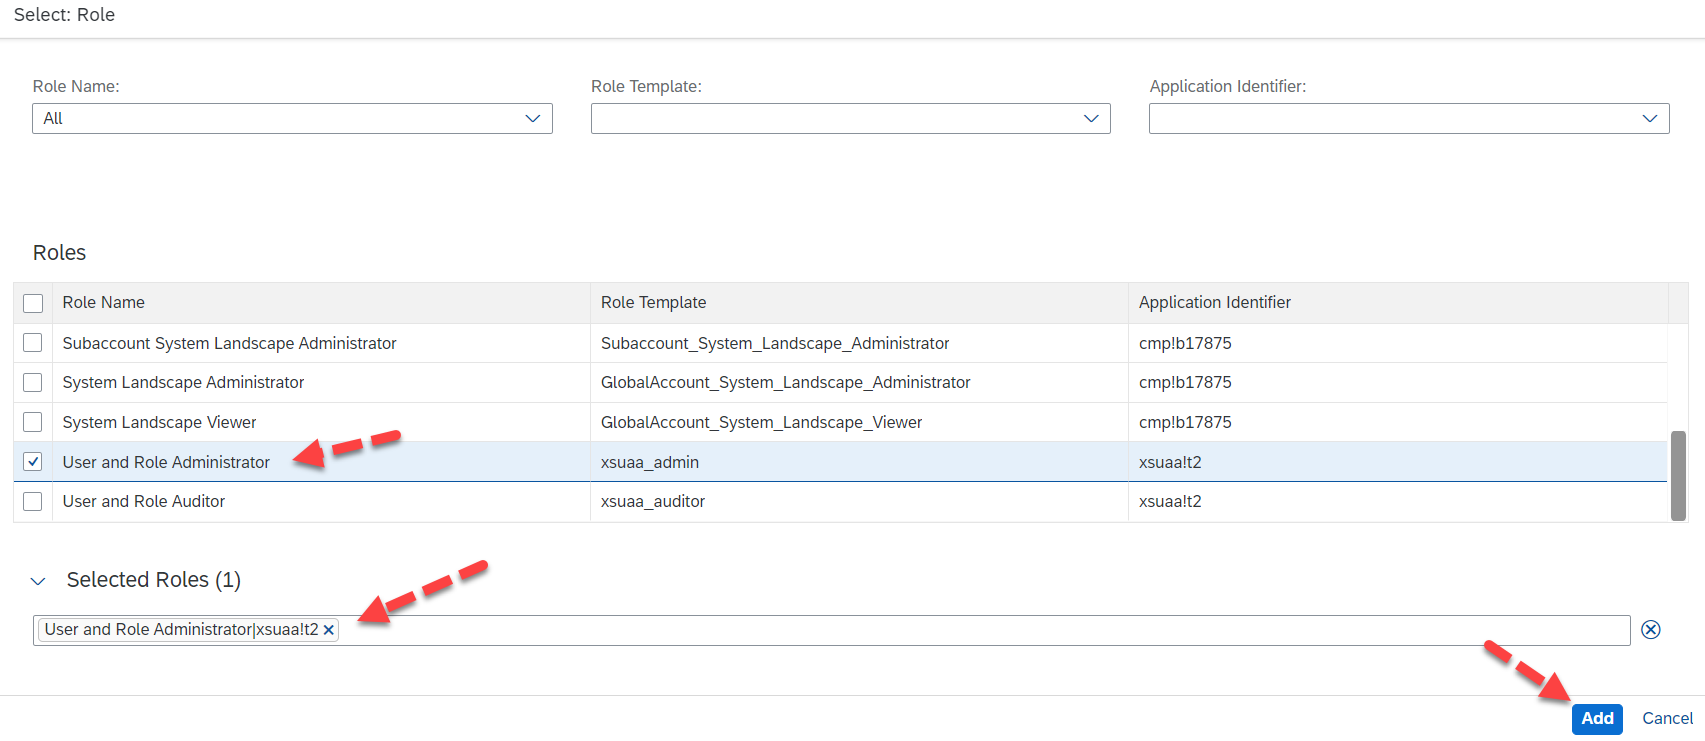 Select: Role
Role Name: Role Template: Application Identifier:
All
Roles
Role Name Role Template Application Identifier
Subaccount System Landscape Administrator Subaccount_System_Landscape_Administrator cmp!b17875
System Landscape Administrator GlobalAccount_System_Landscape_Administrator cmp!b17875
System Landscape Viewer GlobalAccount_System_Landscape_Viewer cmp!b17875
User and Role Administrator xsuaa_admin xsuaa!t2
User and Role Auditor xsuaa_auditor xsuaa!t2
Selected Roles (1)
User and Role Administrator|xsuaa!t2
Add Cancel